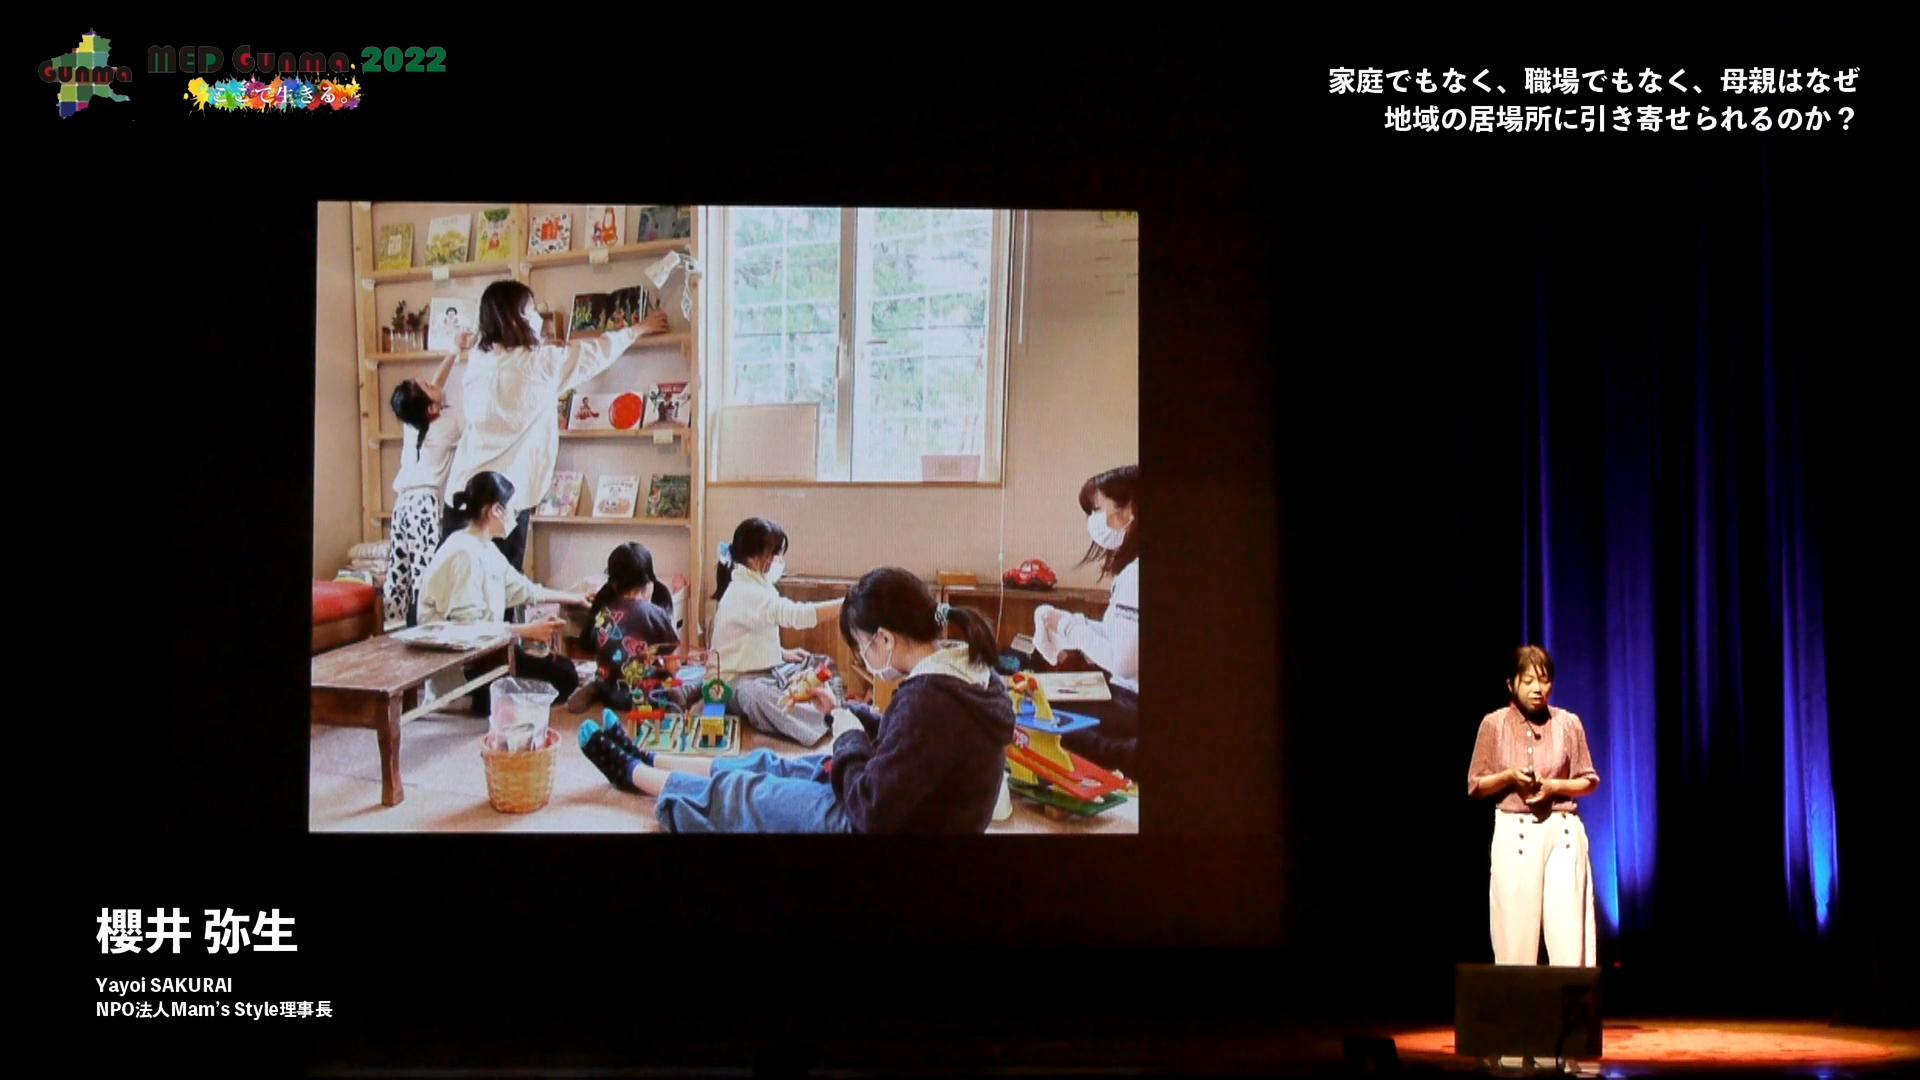 Gunma
MED Gunma 2022
ここで生きる。
家庭でもなく、職場でもなく、母親はなぜ
地域の居場所に引き寄せられるのか？
櫻井 弥生
Yayoi SAKURAI
NPO法人Mam’s Style理事長